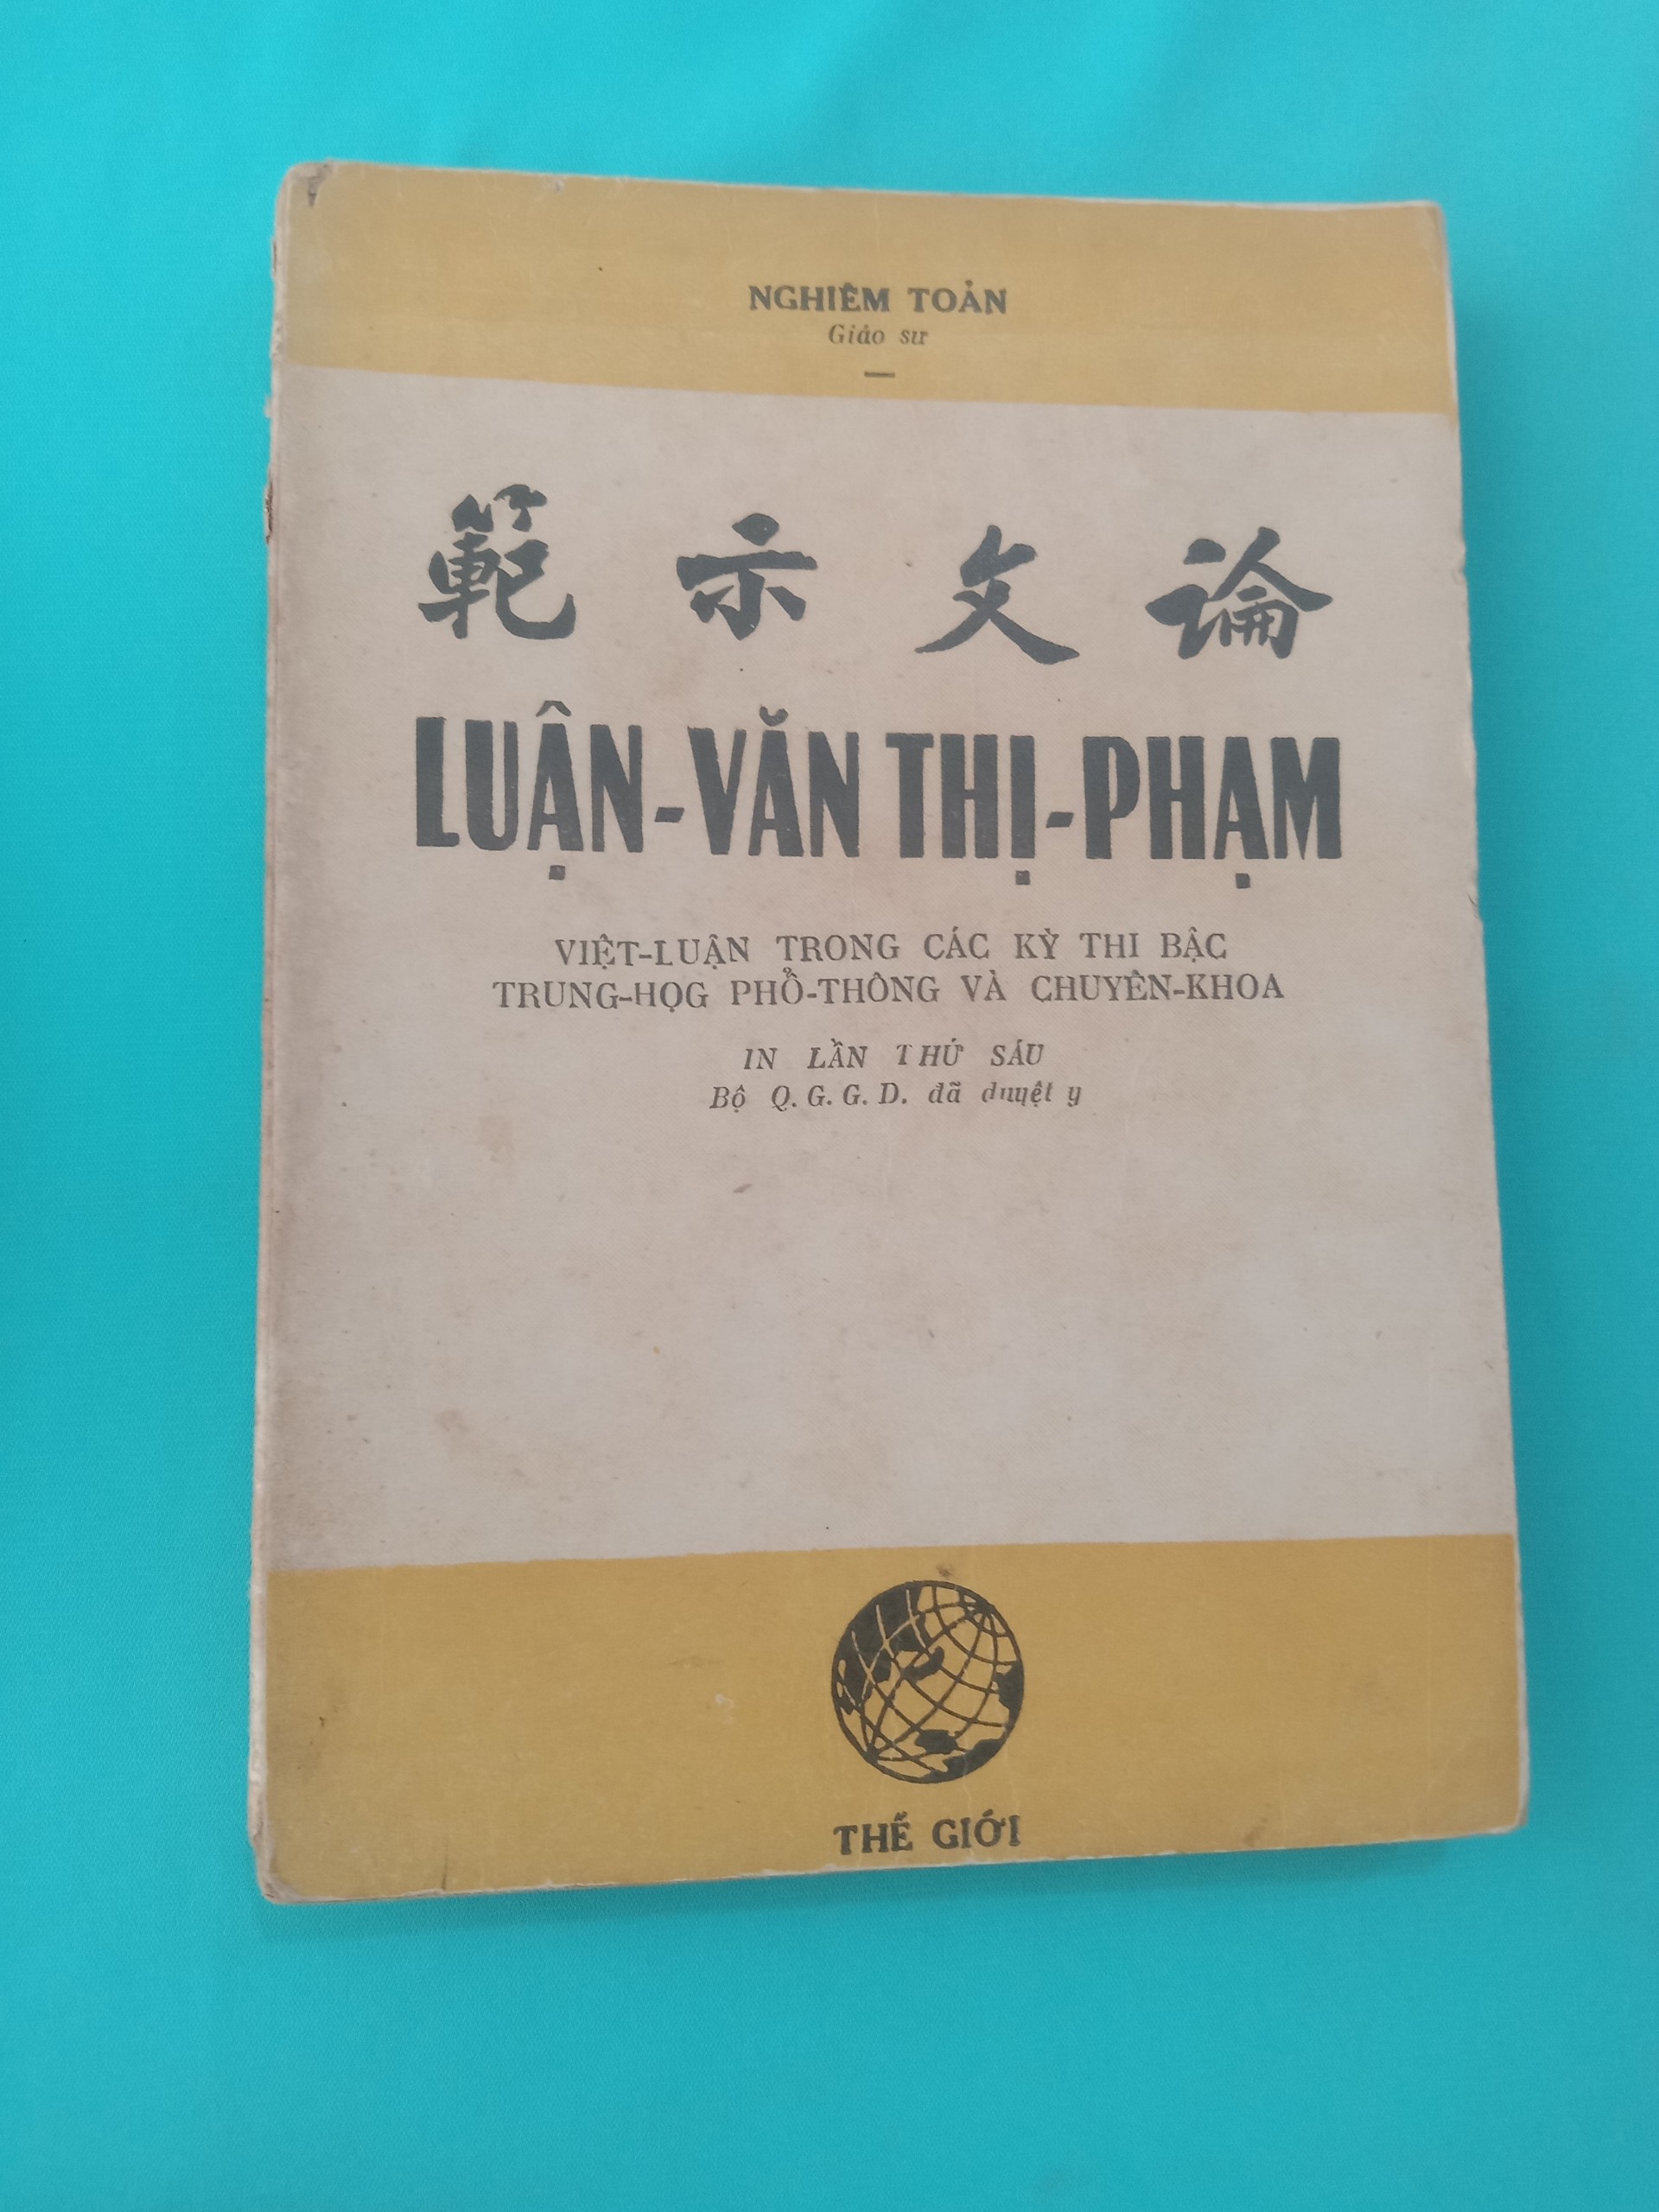 NGHIÊM TOẢN
Giáo sư
範 示 文 論
LUẬN-VĂN THỊ-PHẠM
VIỆT-LUẬN TRONG CÁC KỲ THI BẬC
TRUNG-HỌC PHỔ-THÔNG VÀ CHUYÊN-KHOA
IN LẦN THỨ SÁU
Bộ Q. G. G. D. đã duyệt y
THẾ GIỚI